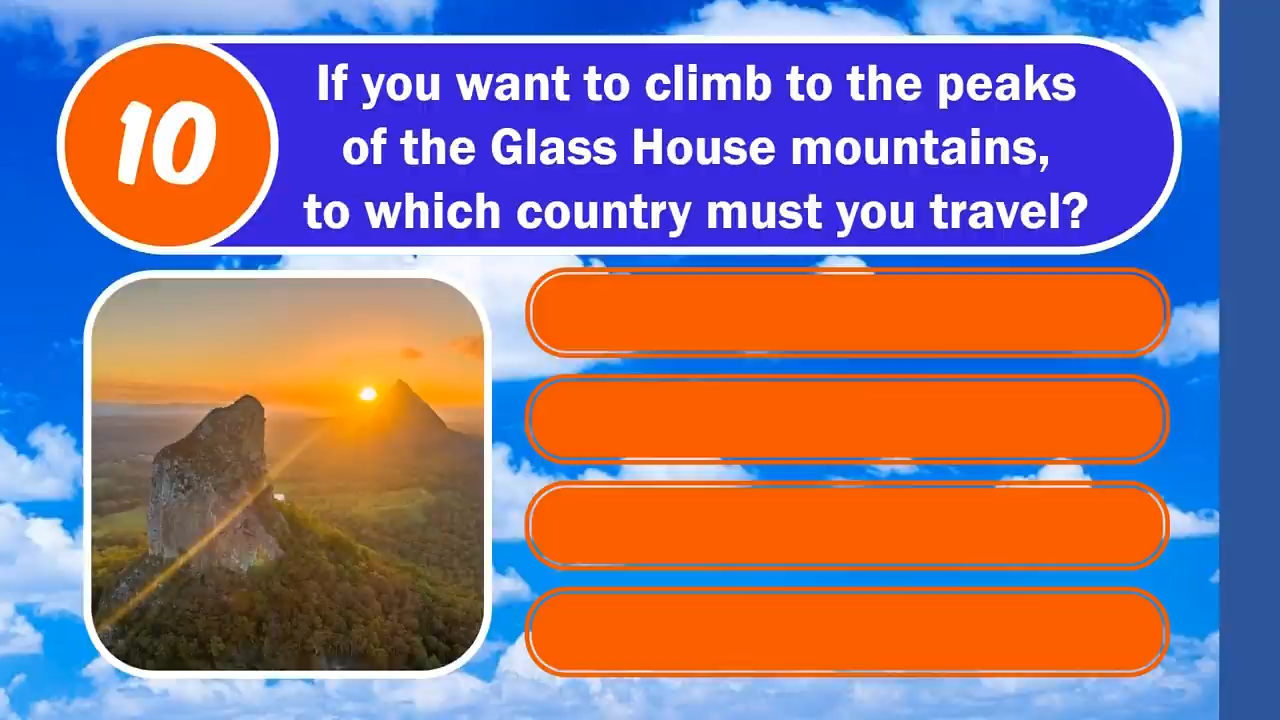 10
If you want to climb to the peaks
of the Glass House mountains,
to which country must you travel?